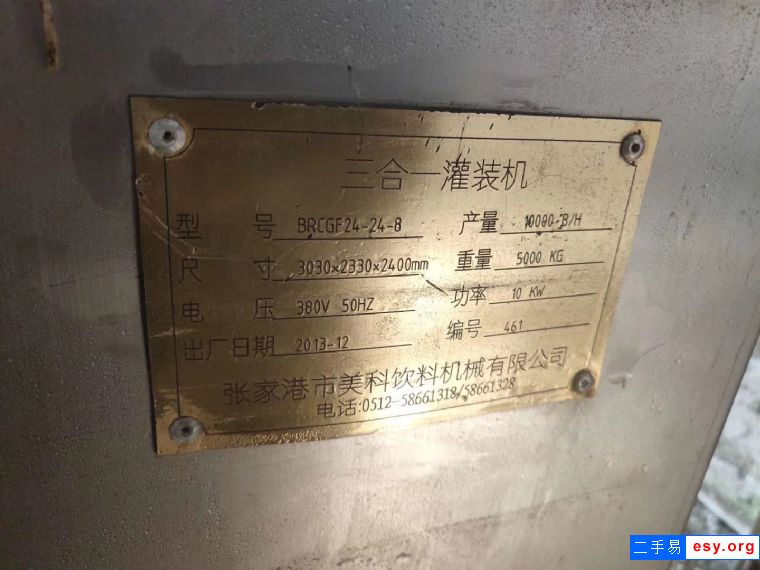 三合一灌装机
型 号 BRCGF24-24-8 产量 10000 B/H
尺 寸 3030×2330×2400mm 重量 5000 KG
电 压 380V 50HZ 功率 10 KW
出厂日期 2013-12 编号 461
张家港市美科饮料机械有限公司
电话:0512-58661318/58661328
二手易 esy.org